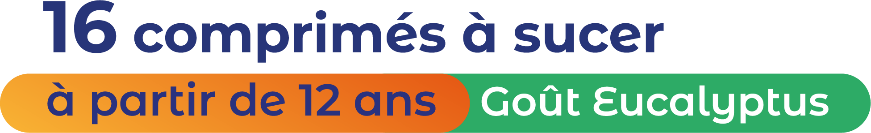 16 comprimés à sucer
à partir de 12 ans Goût Eucalyptus